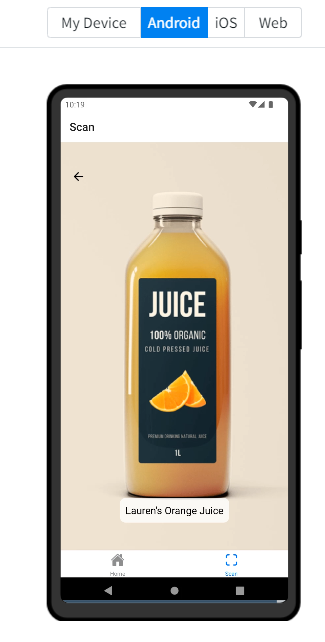 My Device
Android
iOS
Web
10:19
Scan
JUICE
100% ORGANIC
COLD PRESSED JUICE
PREMIUM DRINKING NATURAL JUICE
1L
Lauren's Orange Juice
Home
Scan